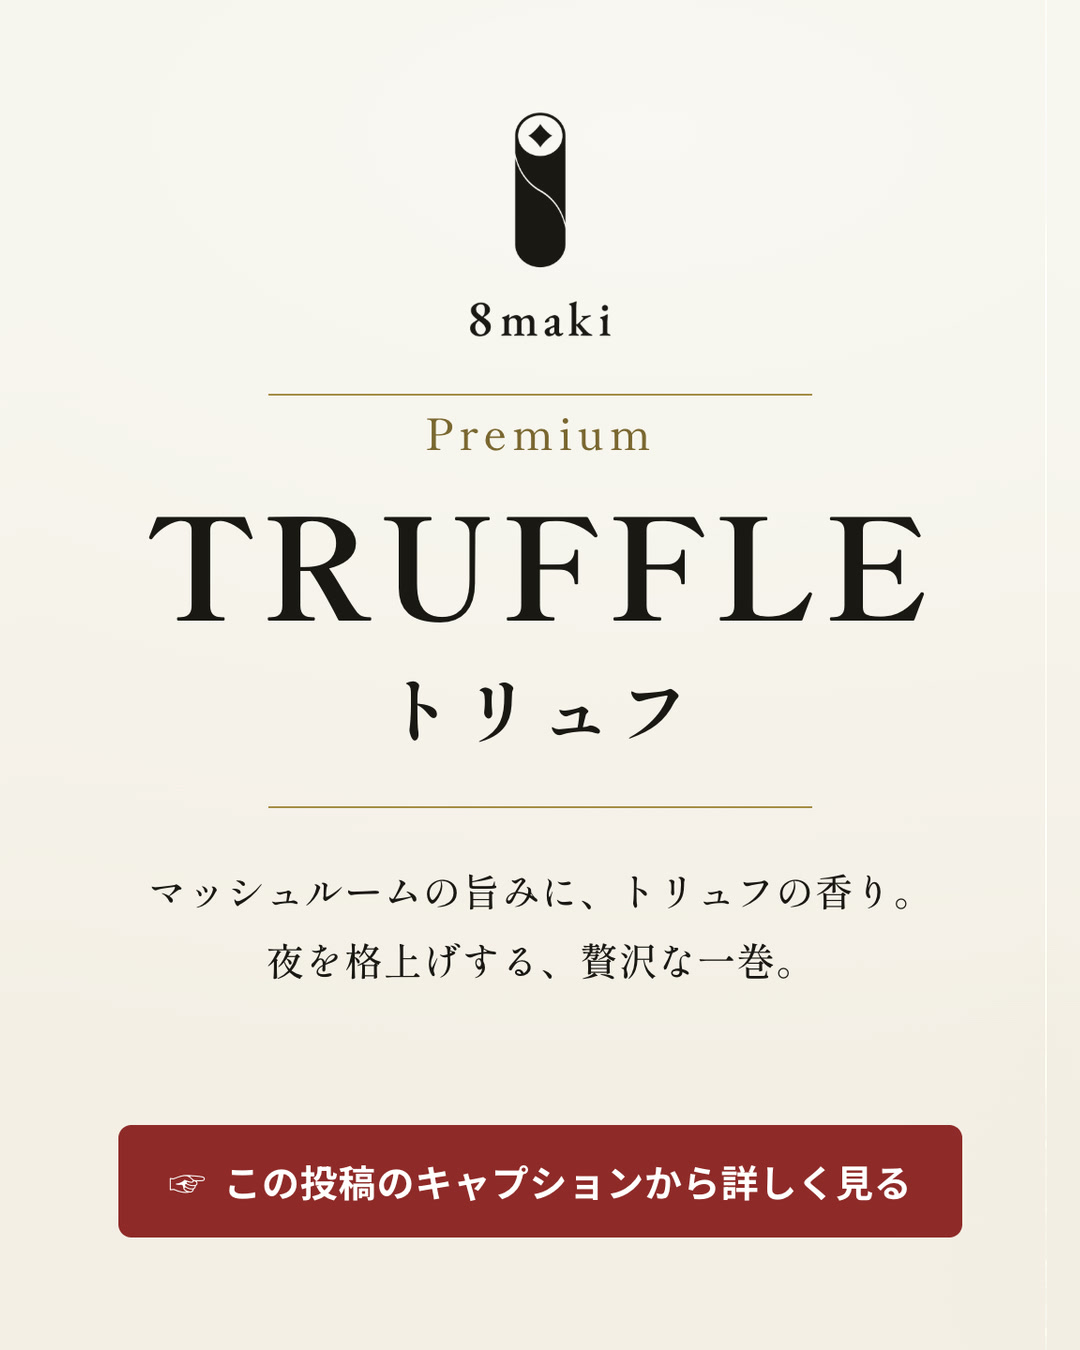 8maki
Premium
TRUFFLE
トリュフ
マッシュルームの旨みに、トリュフの香り。
夜を格上げする、贅沢な一巻。
☞ この投稿のキャプションから詳しく見る